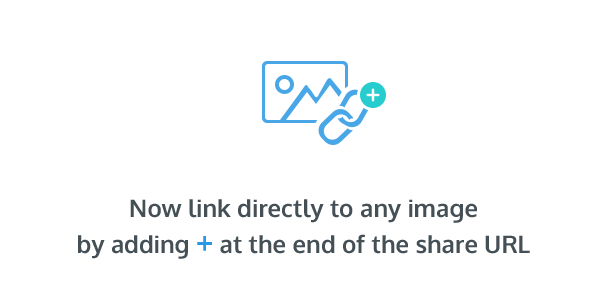 Now link directly to any image
by adding + at the end of the share URL